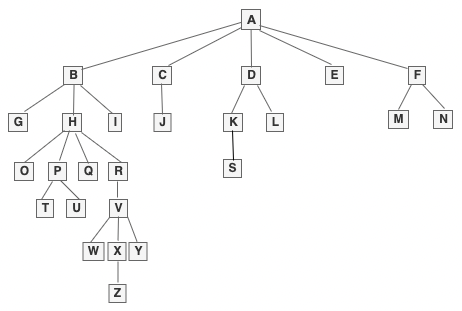 A
B C D E F
G H I J K L M N
O P Q R S
T U V
W X Y
Z